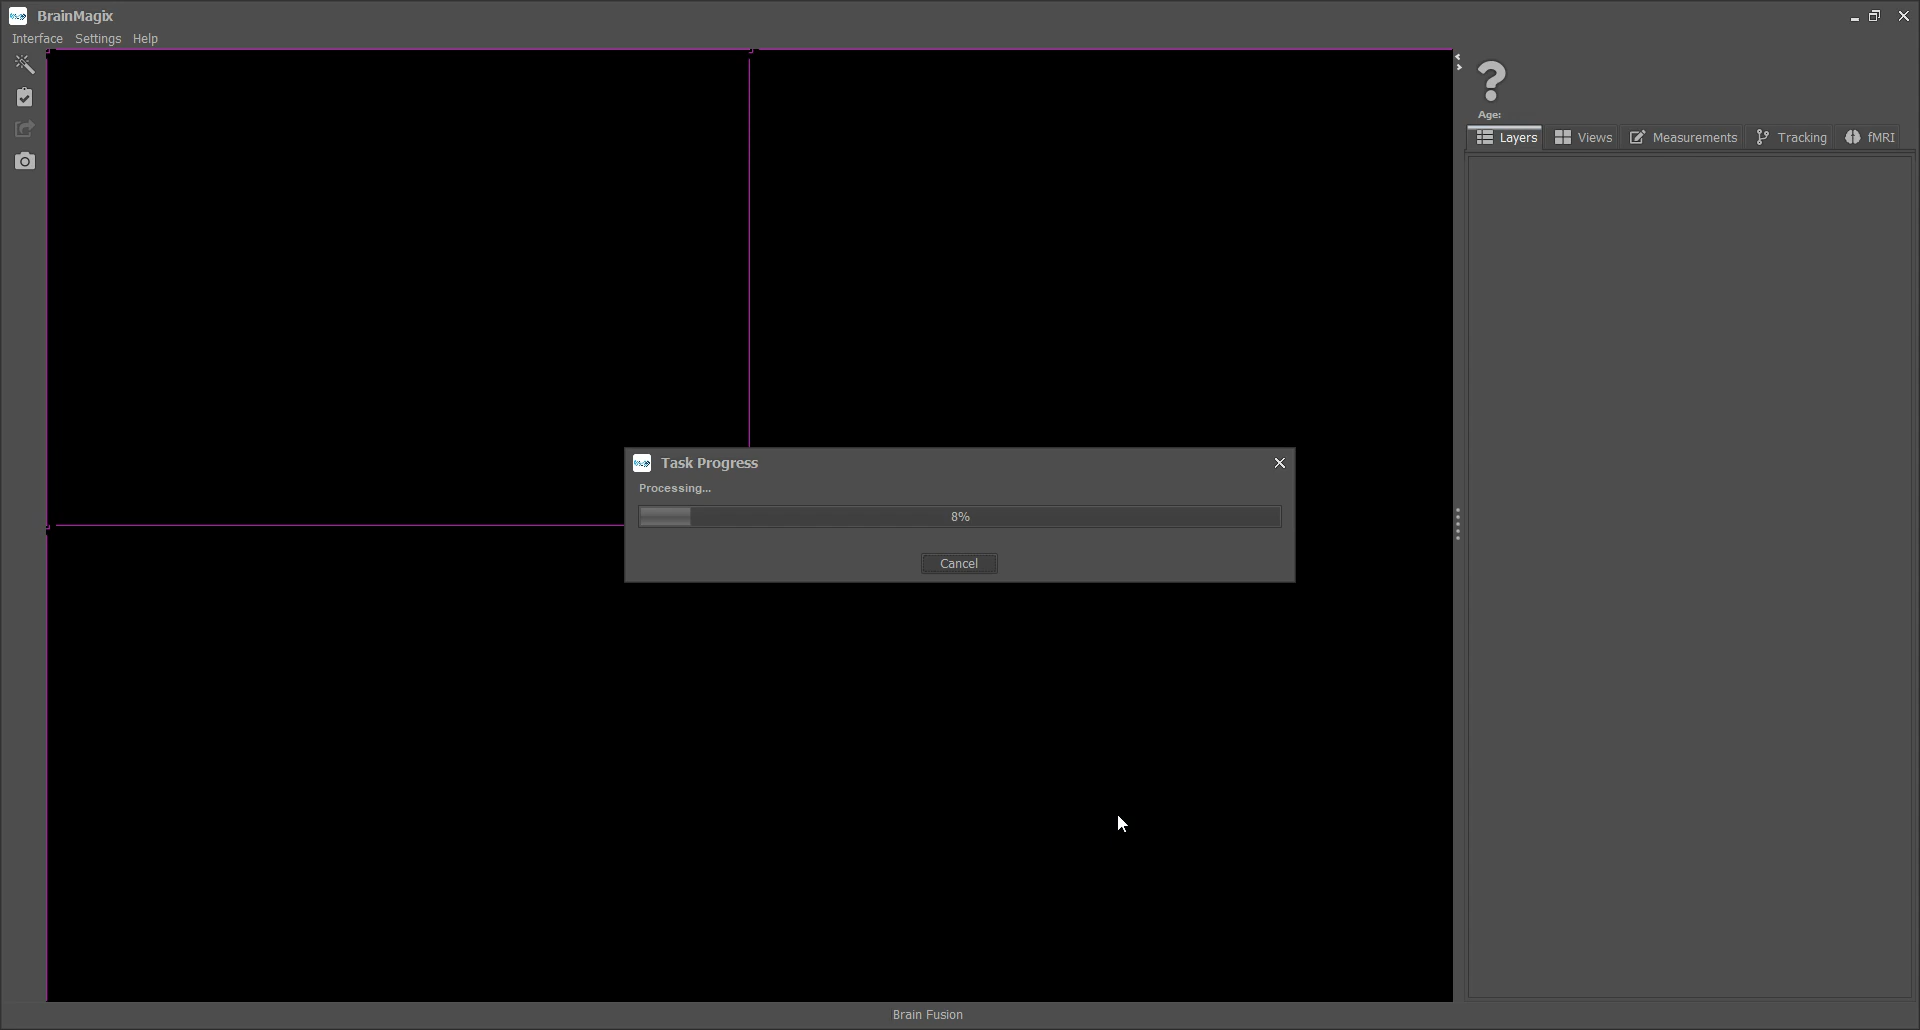 BrainMagix
Interface Settings Help
Age:
Layers Views Measurements Tracking fMRI
Task Progress
Processing...
8%
Cancel
Brain Fusion